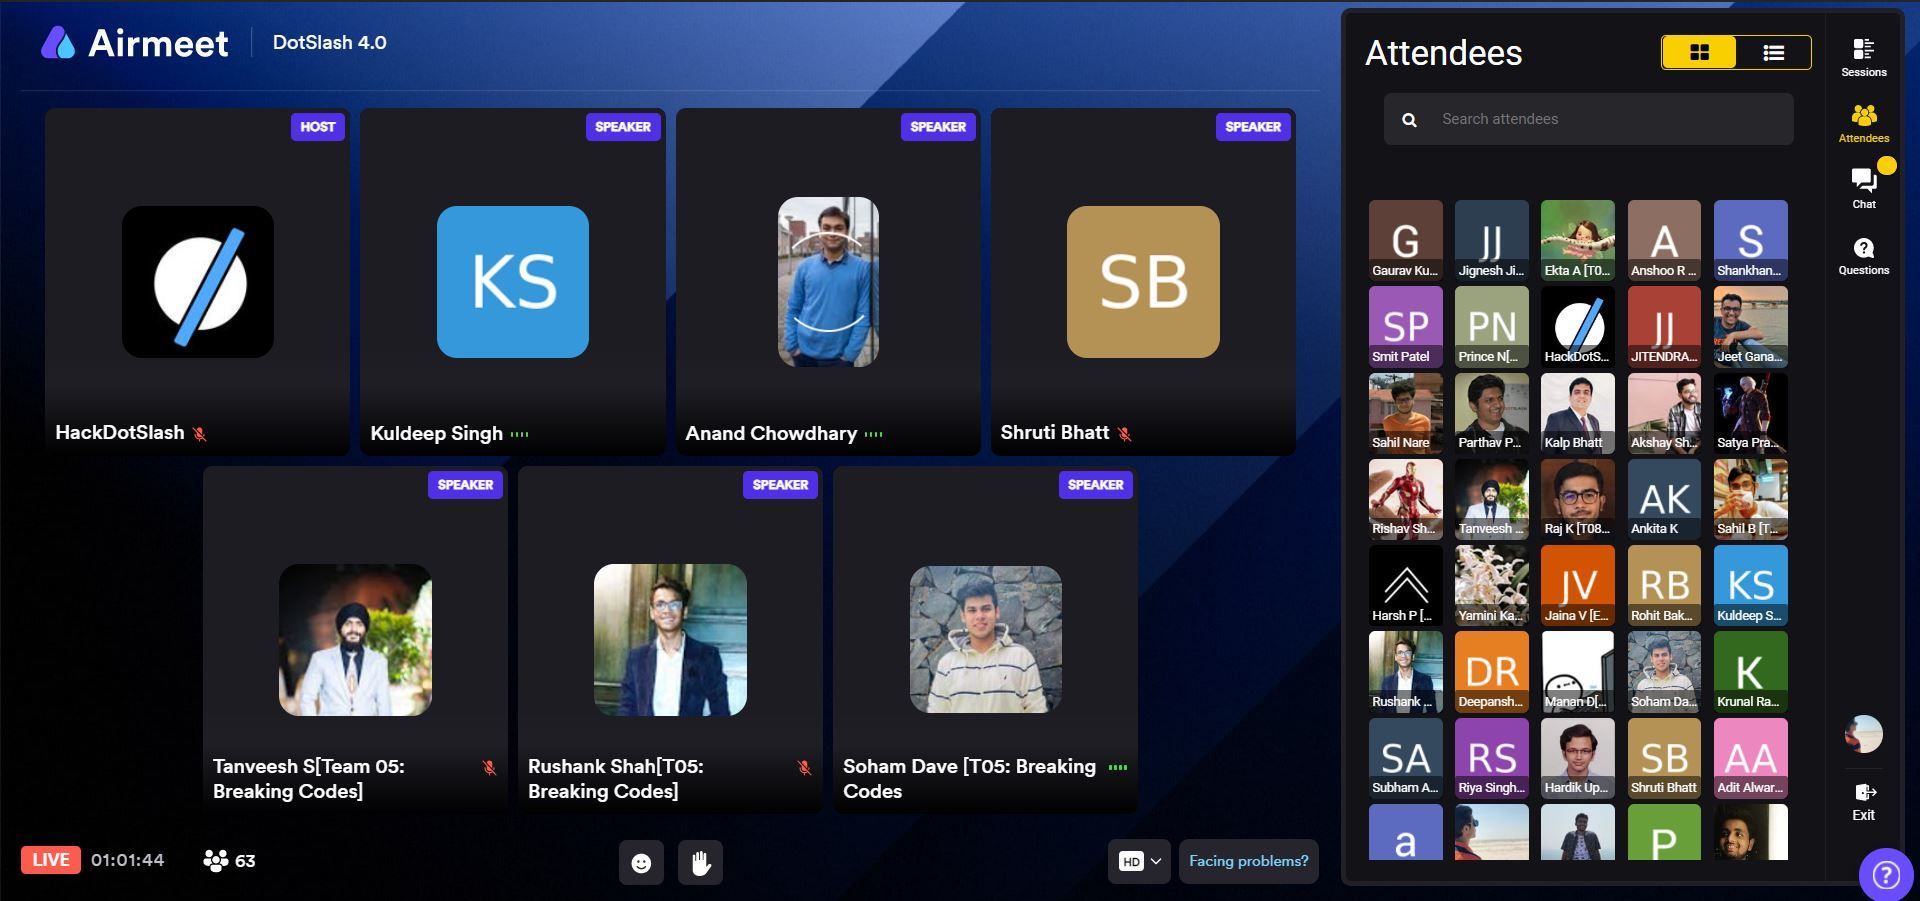 Airmeet
DotSlash 4.0
HOST
HackDotSlash
SPEAKER
KS
Kuldeep Singh
SPEAKER
Anand Chowdhary
SPEAKER
SB
Shruti Bhatt
SPEAKER
Tanveesh S[Team 05:
Breaking Codes]
SPEAKER
Rushank Shah[T05:
Breaking Codes]
SPEAKER
Soham Dave [T05: Breaking
Codes
LIVE 01:01:44 63
HD
Facing problems?
Attendees
Search attendees
G JJ A S
Gaurav Ku... Jignesh Ji... Ekta A [T0... Anshoo R ... Shankhan...
SP PN JJ
Smit Patel Prince N[... HackDotS... JITENDRA... Jeet Gana...
Sahil Nare Parthav P... Kalp Bhatt Akshay Sh... Satya Pra...
AK
Rishav Sh... Tanveesh ... Raj K [T08... Ankita K Sahil B [T...
JV RB KS
Harsh P [... Yamini Ka... Jaina V [E... Rohit Bak... Kuldeep S...
DR K
Rushank ... Deepansh... Manan D[... Soham Da... Krunal Ra...
SA RS SB AA
Subham A... Riya Singh... Hardik Up... Shruti Bhatt Adit Alwar...
a P
Sessions
Attendees
Chat
?
Questions
Exit
?